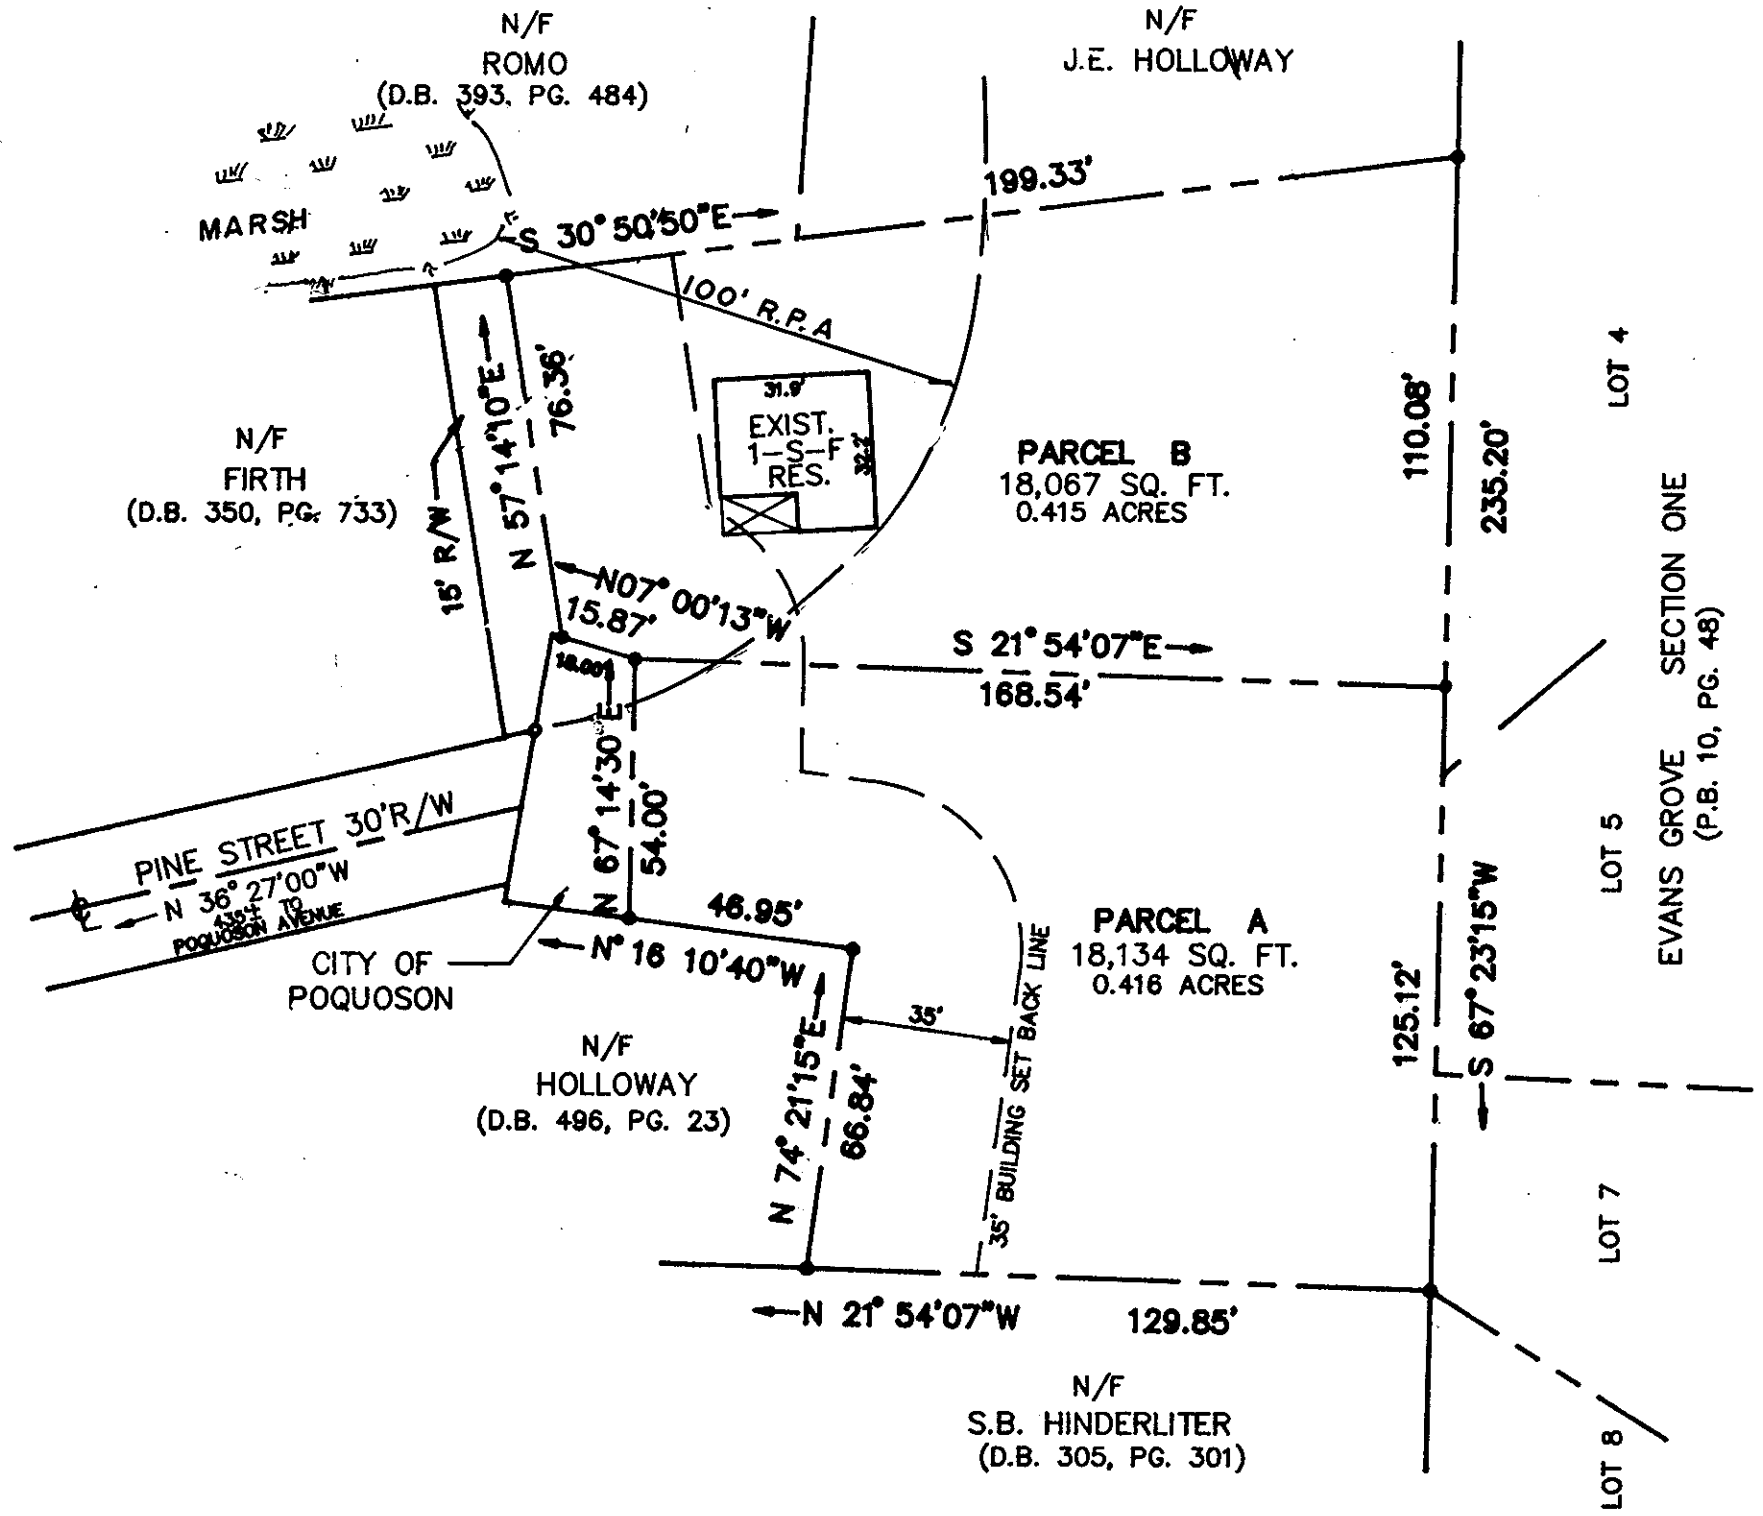 N/F
ROMO
(D.B. 393, PG. 484)
N/F
J.E. HOLLOWAY
MARSH
S 30° 50'50"E
199.33'
100' R.P.A
N 57° 14'10"E
76.36'
31.9'
EXIST.
1-S-F
RES.
32.2'
N/F
FIRTH
(D.B. 350, PG. 733)
15' R/W
PARCEL B
18,067 SQ. FT.
0.415 ACRES
110.08'
235.20'
LOT 4
N07° 00'13"W
15.87'
18.00'
S 21° 54'07"E
168.54'
N 67° 14'30"E
54.00'
PINE STREET 30'R/W
N 36° 27'00"W
435'± TO
POQUOSON AVENUE
CITY OF
POQUOSON
46.95'
N° 16 10'40"W
PARCEL A
18,134 SQ. FT.
0.416 ACRES
35'
35' BUILDING SET BACK LINE
N/F
HOLLOWAY
(D.B. 496, PG. 23)
N 74° 21'15"E
66.84'
125.12'
S 67° 23'15"W
LOT 5
EVANS GROVE SECTION ONE
(P.B. 10, PG. 48)
LOT 7
N 21° 54'07"W
129.85'
N/F
S.B. HINDERLITER
(D.B. 305, PG. 301)
LOT 8